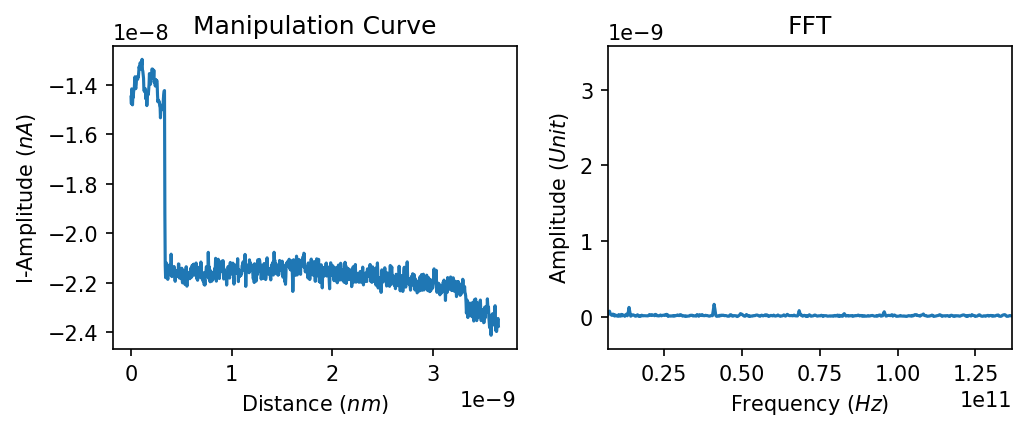 Manipulation Curve
1e−8
−1.4
−1.6
−1.8
−2.0
−2.2
−2.4
I-Amplitude (nA)
0
1
2
3
Distance (nm)
1e−9
FFT
1e−9
3
2
1
0
Amplitude (Unit)
0.25
0.50
0.75
1.00
1.25
Frequency (Hz)
1e11